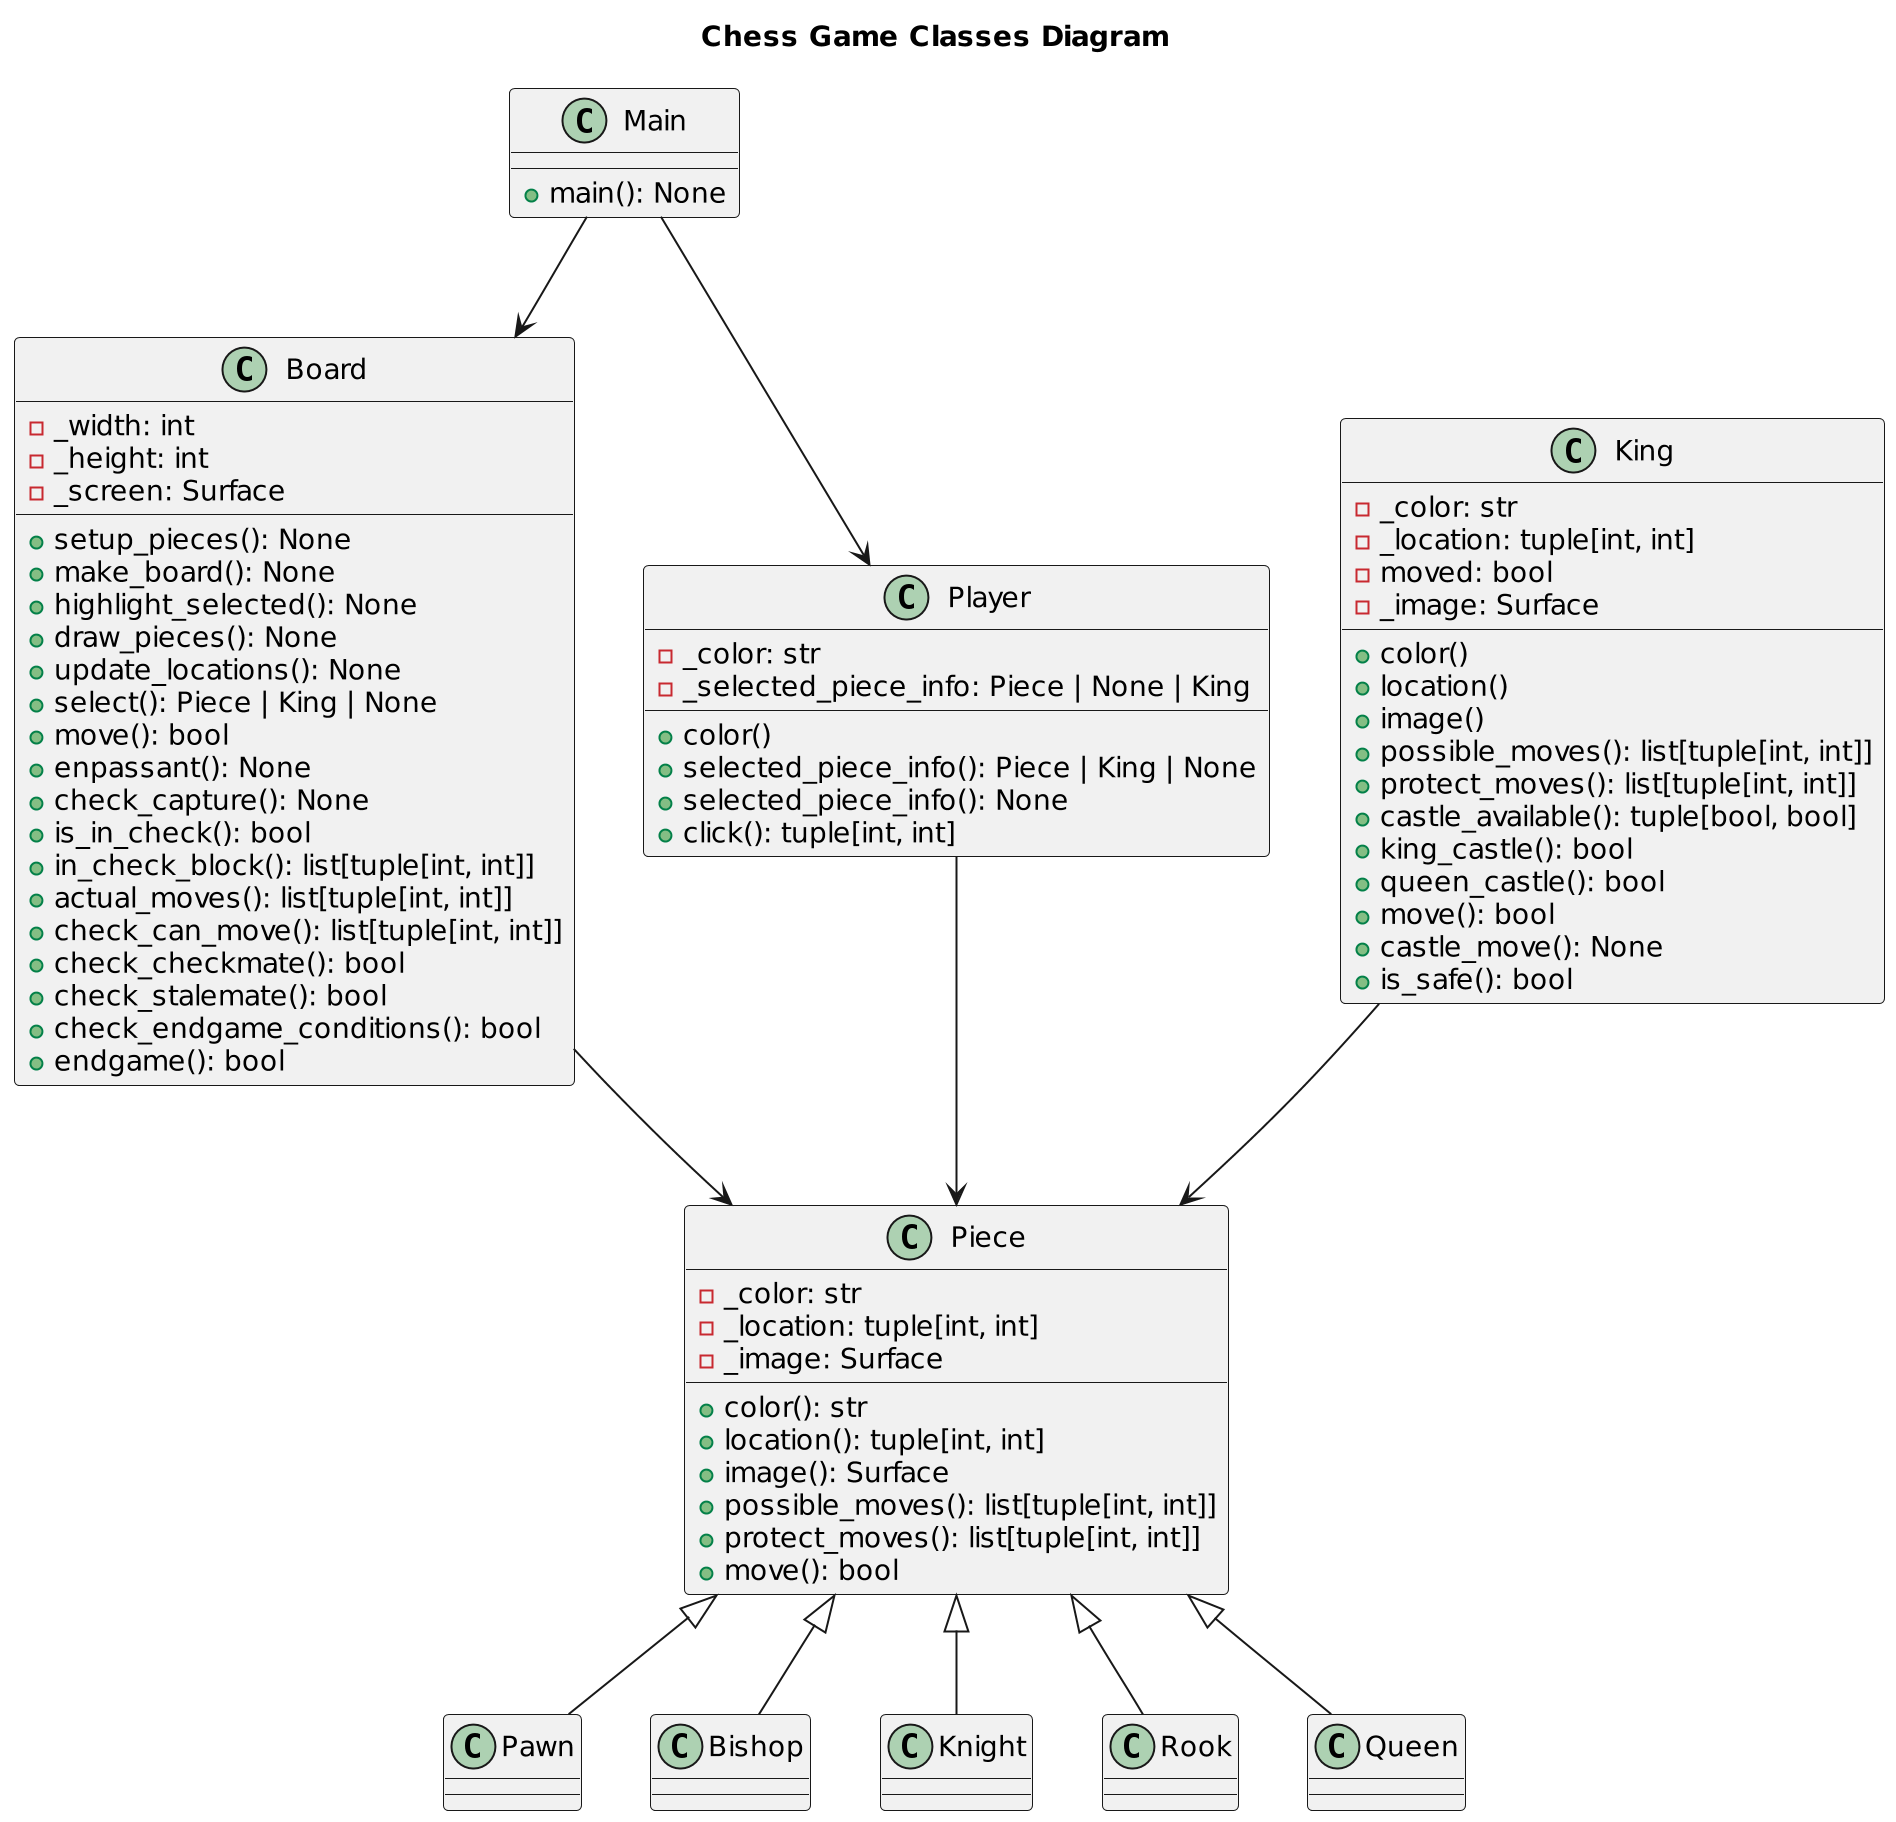 Chess Game Classes Diagram
C Main
main(): None
C Board
_width: int
_height: int
_screen: Surface
setup_pieces(): None
make_board(): None
highlight_selected(): None
draw_pieces(): None
update_locations(): None
select(): Piece | King | None
move(): bool
enpassant(): None
check_capture(): None
is_in_check(): bool
in_check_block(): list[tuple[int, int]]
actual_moves(): list[tuple[int, int]]
check_can_move(): list[tuple[int, int]]
check_checkmate(): bool
check_stalemate(): bool
check_endgame_conditions(): bool
endgame(): bool
C Player
_color: str
_selected_piece_info: Piece | None | King
color()
selected_piece_info(): Piece | King | None
selected_piece_info(): None
click(): tuple[int, int]
C King
_color: str
_location: tuple[int, int]
moved: bool
_image: Surface
color()
location()
image()
possible_moves(): list[tuple[int, int]]
protect_moves(): list[tuple[int, int]]
castle_available(): tuple[bool, bool]
king_castle(): bool
queen_castle(): bool
move(): bool
castle_move(): None
is_safe(): bool
C Piece
_color: str
_location: tuple[int, int]
_image: Surface
color(): str
location(): tuple[int, int]
image(): Surface
possible_moves(): list[tuple[int, int]]
protect_moves(): list[tuple[int, int]]
move(): bool
C Pawn
C Bishop
C Knight
C Rook
C Queen